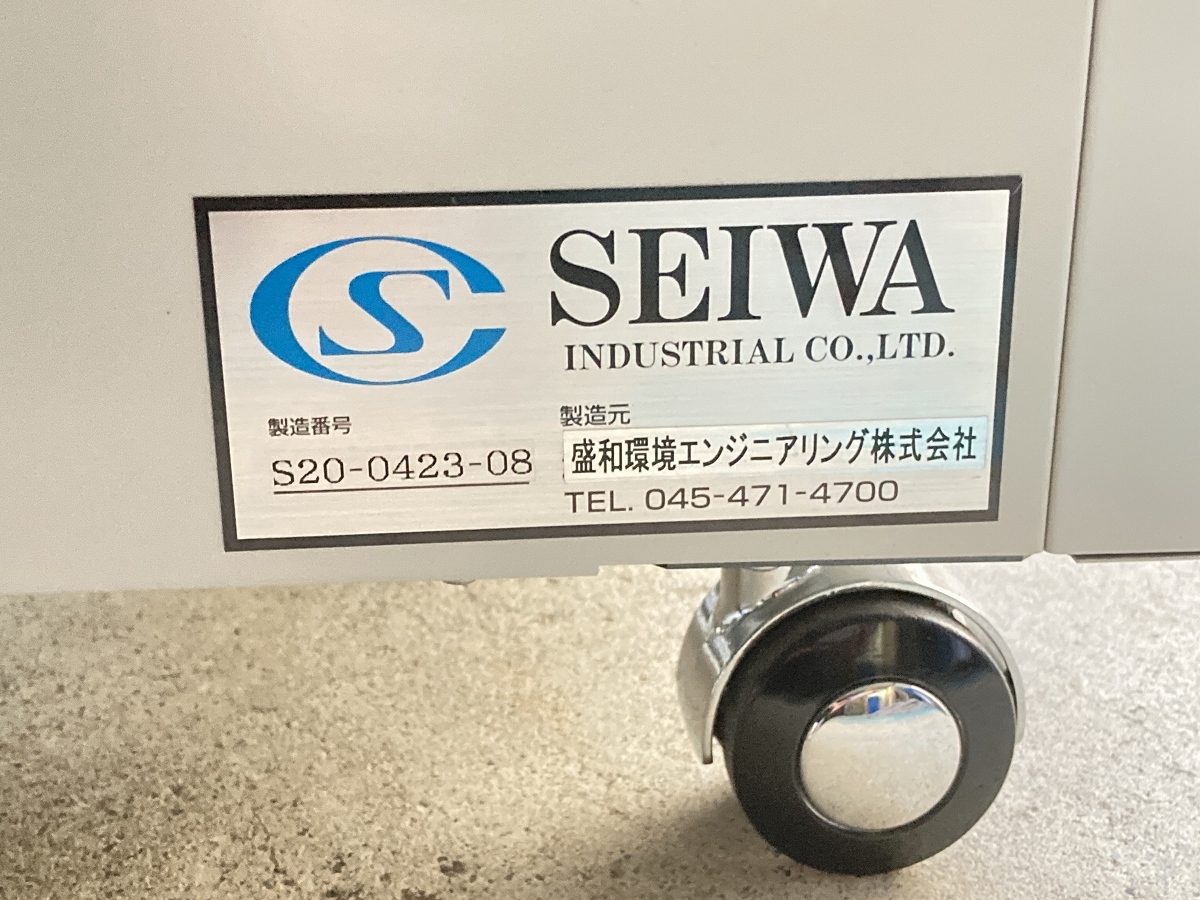 SEIWA
INDUSTRIAL CO.,LTD.
製造番号
S20-0423-08
製造元
盛和環境エンジニアリング株式会社
TEL. 045-471-4700